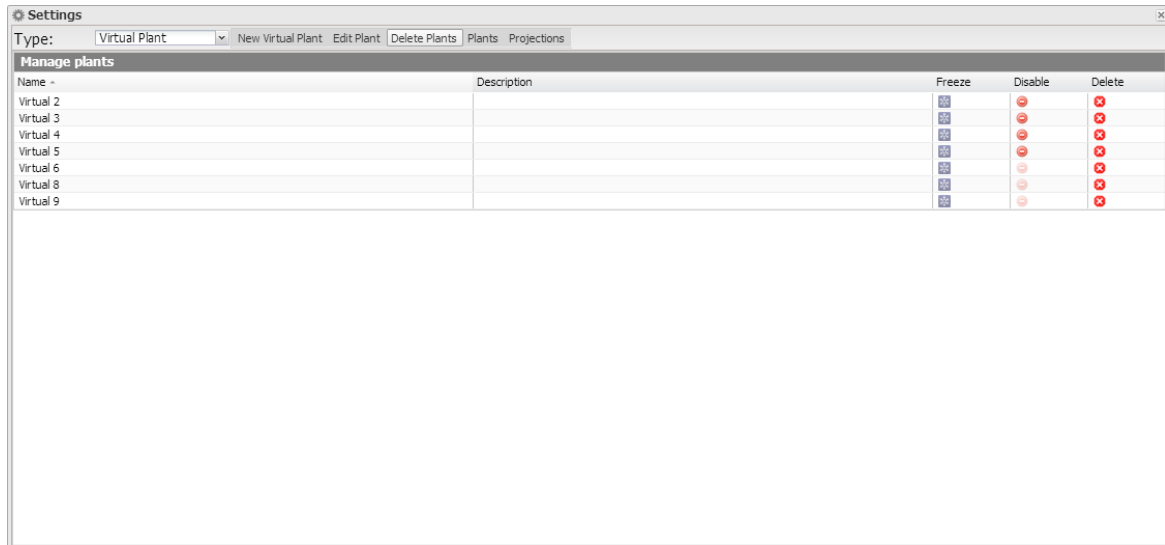 Settings
Type: Virtual Plant New Virtual Plant Edit Plant Delete Plants Plants Projections
Manage plants
Name Description Freeze Disable Delete
Virtual 2
Virtual 3
Virtual 4
Virtual 5
Virtual 6
Virtual 8
Virtual 9